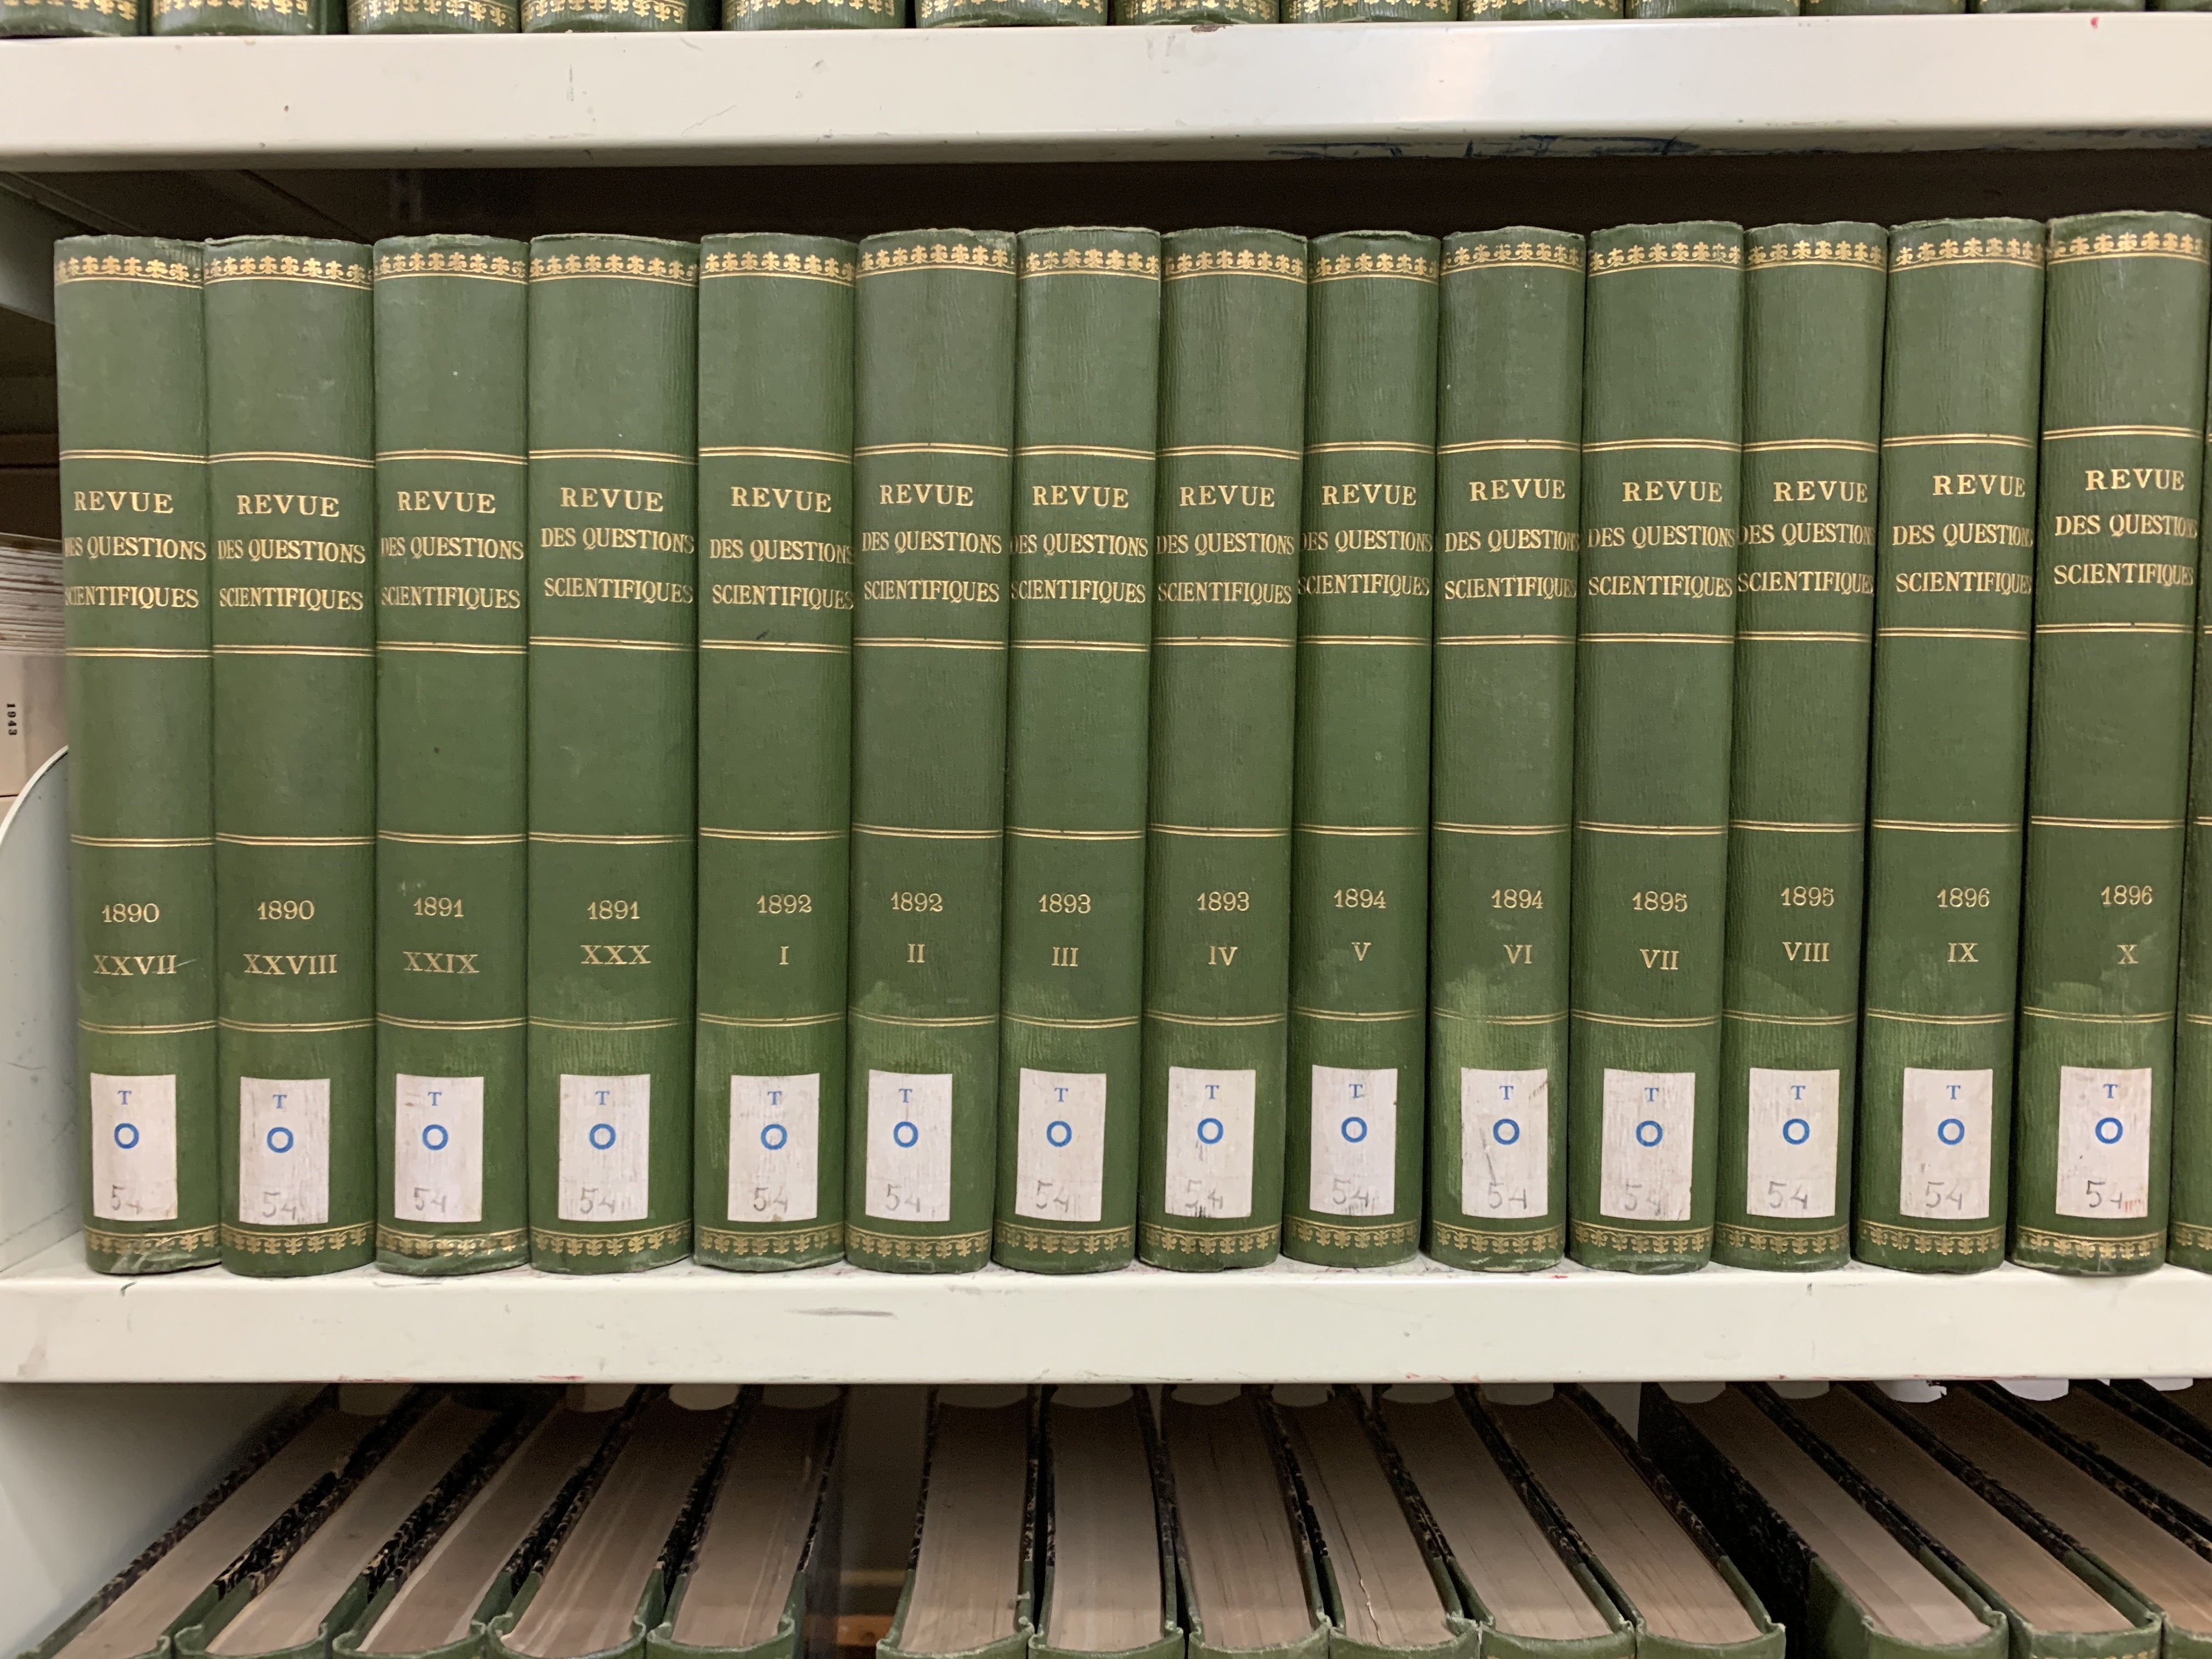 REVUE
DES QUESTIONS
SCIENTIFIQUES
1890
XXVII
T
O
54
REVUE
DES QUESTIONS
SCIENTIFIQUES
1890
XXVIII
T
O
54
REVUE
DES QUESTIONS
SCIENTIFIQUES
1891
XXIX
T
O
54
REVUE
DES QUESTIONS
SCIENTIFIQUES
1891
XXX
T
O
54
REVUE
DES QUESTIONS
SCIENTIFIQUES
1892
I
T
O
54
REVUE
DES QUESTIONS
SCIENTIFIQUES
1892
II
T
O
54
REVUE
DES QUESTIONS
SCIENTIFIQUES
1893
III
T
O
54
REVUE
DES QUESTIONS
SCIENTIFIQUES
1893
IV
T
O
54
REVUE
DES QUESTIONS
SCIENTIFIQUES
1894
V
T
O
54
REVUE
DES QUESTIONS
SCIENTIFIQUES
1894
VI
T
O
54
REVUE
DES QUESTIONS
SCIENTIFIQUES
1895
VII
T
O
54
REVUE
DES QUESTIONS
SCIENTIFIQUES
1895
VIII
T
O
54
REVUE
DES QUESTIONS
SCIENTIFIQUES
1896
IX
T
O
54
REVUE
DES QUESTIONS
SCIENTIFIQUES
1896
X
T
O
54
1943